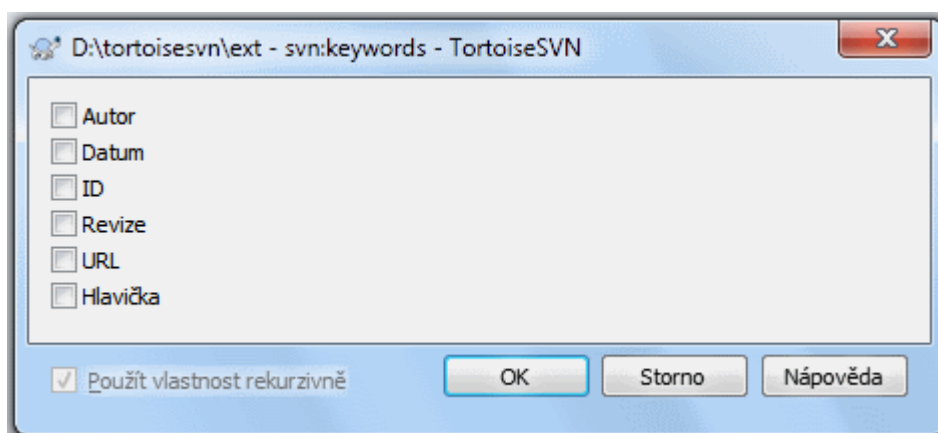 D:\tortoisesvn\ext - svn:keywords - TortoiseSVN
Autor
Datum
ID
Revize
URL
Hlavička
Použít vlastnost rekurzivně
OK
Storno
Nápověda